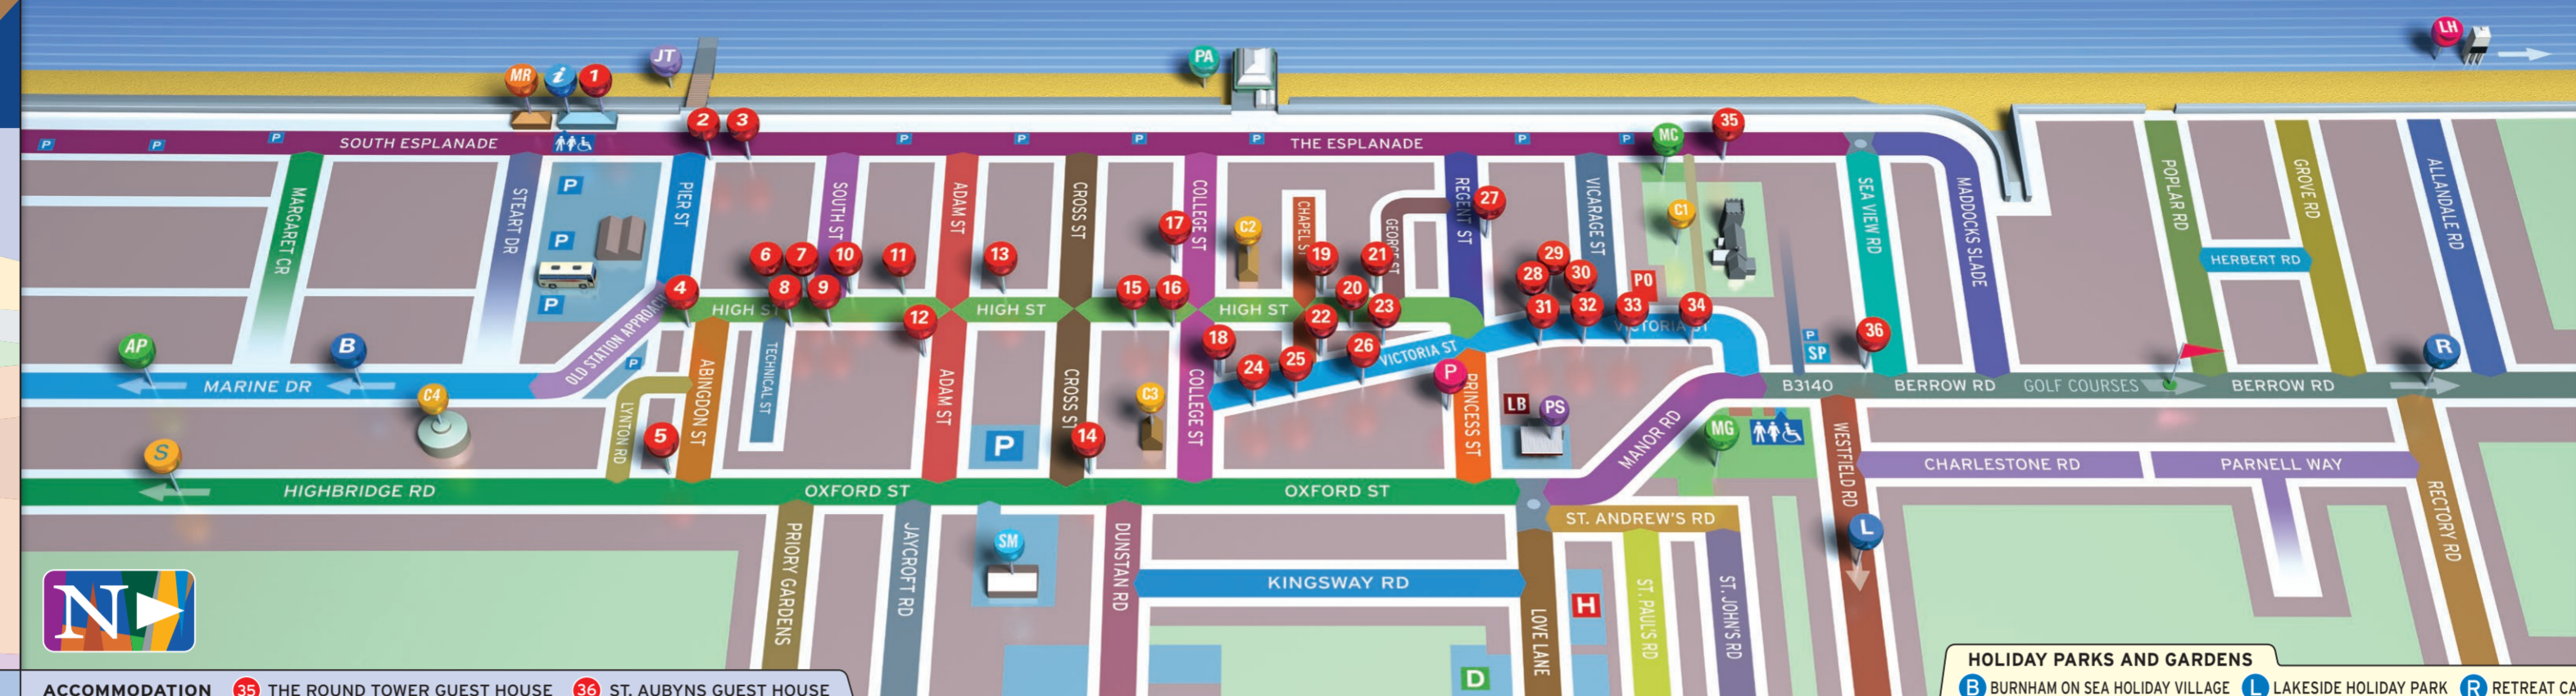 LH
JT
PA
MR i 1
2 3
35
MC
P P P SOUTH ESPLANADE P P P P THE ESPLANADE P P
MARGARET CR
STEART DR
P
P
P
PIER ST
SOUTH ST
ADAM ST
CROSS ST
COLLEGE ST
CHAPEL ST
GEORGE ST
REGENT ST
VICARAGE ST
SEA VIEW RD
MADDOCKS SLADE
POPLAR RD
GROVE RD
ALLANDALE RD
HERBERT RD
27
C1
17
C2
6 7 10 11 13 19 21 29
28 30 PO
4 8 9 15 16 20
HIGH ST HIGH ST HIGH ST
12 22 23 31 32 33 34
VICTORIA ST
OLD STATION APPROACH
18
36
P
SP
AP B
P
24 25 26 VICTORIA ST
P
R
MARINE DR
B3140 BERROW RD GOLF COURSES BERROW RD
C4
C3
LYNTON RD
ABINGDON ST
TECHNICAL ST
ADAM ST
CROSS ST
COLLEGE ST
PRINCESS ST
LB PS
MANOR RD
MG
WESTFIELD RD
5
P
14
S
CHARLESTONE RD PARNELL WAY
RECTORY RD
HIGHBRIDGE RD OXFORD ST OXFORD ST
ST. ANDREW'S RD
L
PRIORY GARDENS
JAYCROFT RD
SM
DUNSTAN RD
KINGSWAY RD
LOVE LANE
H
ST. PAUL'S RD
ST. JOHN'S RD
N
D
HOLIDAY PARKS AND GARDENS
ACCOMMODATION 35 THE ROUND TOWER GUEST HOUSE 36 ST. AUBYNS GUEST HOUSE
B BURNHAM ON SEA HOLIDAY VILLAGE L LAKESIDE HOLIDAY PARK R RETREAT CA